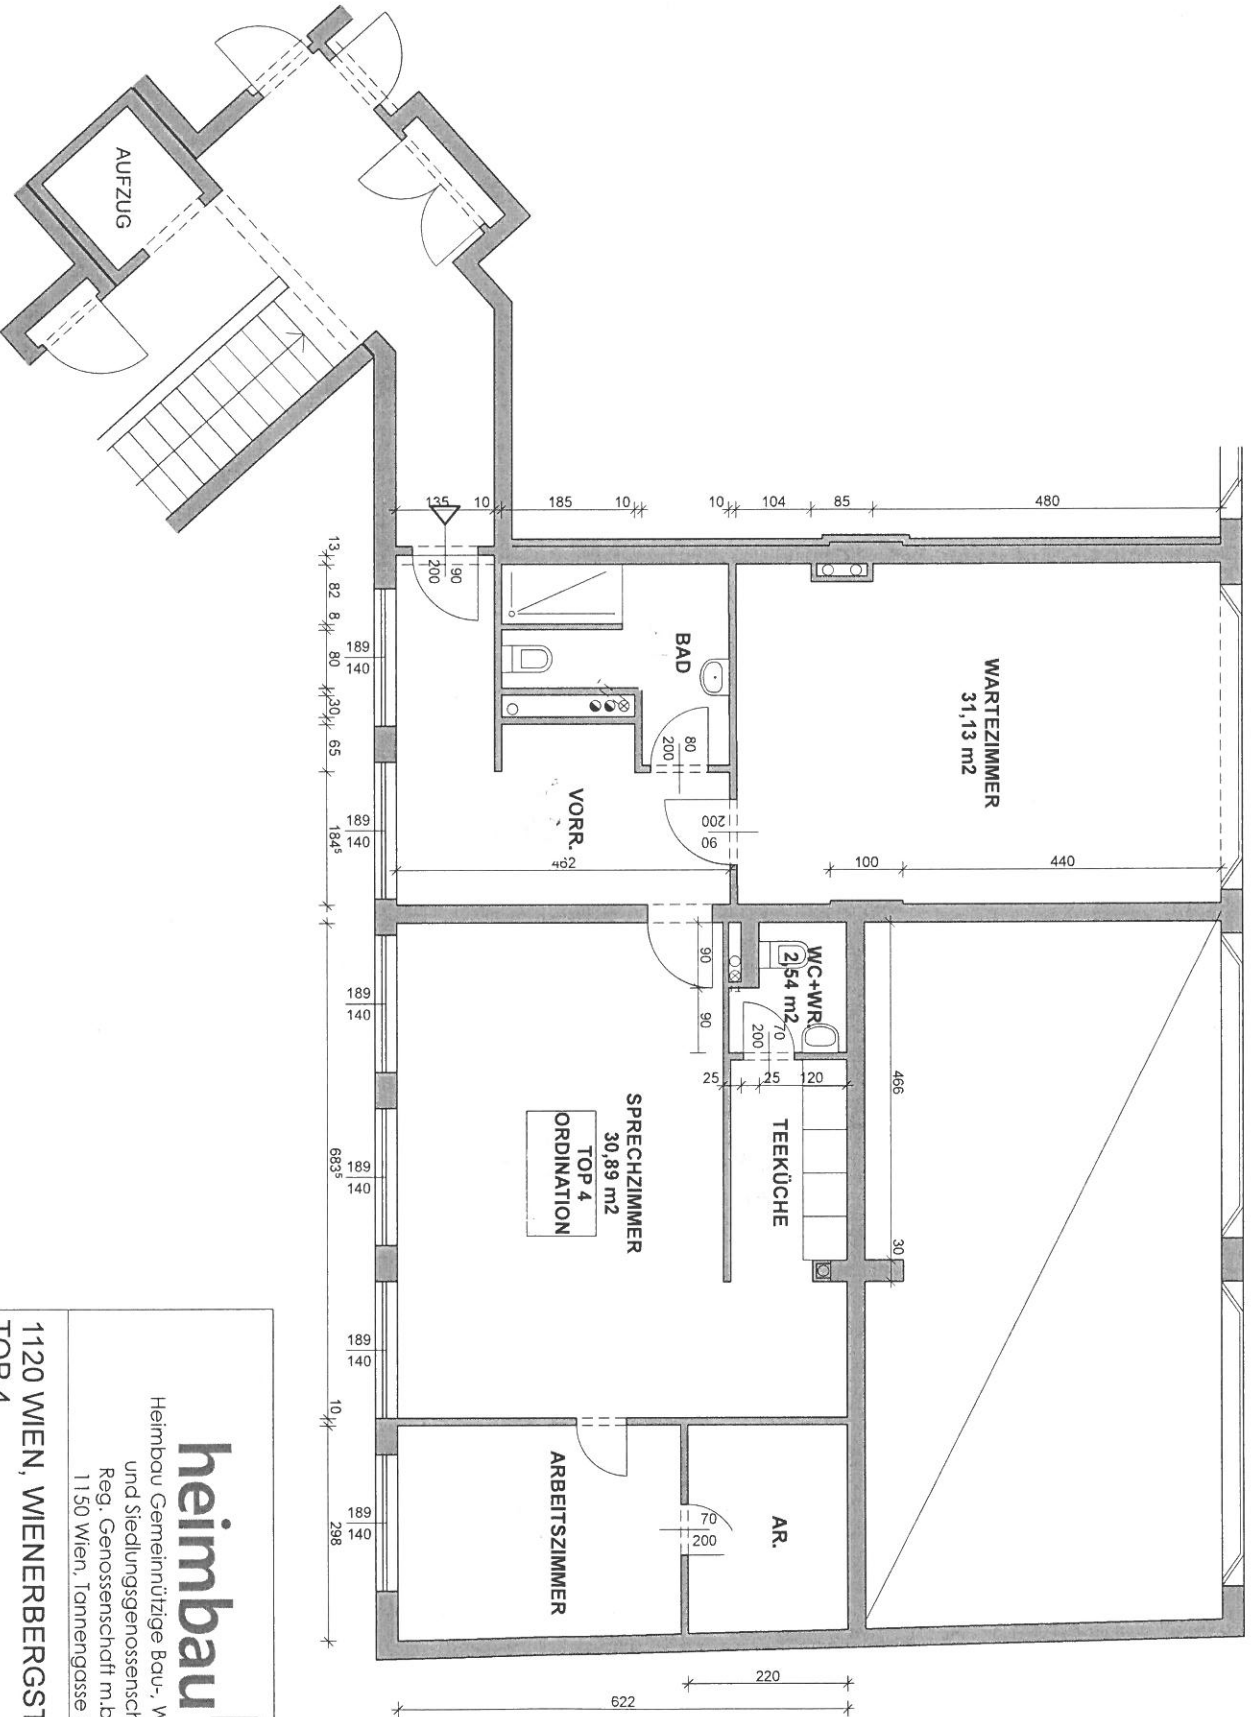 AUFZUG
135
10
185
10
10
104
85
480
90
200
13
82
8
80
30
65
184⁵
683⁵
10
298
189
140
189
140
189
140
189
140
189
140
189
140
BAD
80
200
VORR.
462
90
200
WARTEZIMMER
31,13 m2
100
440
90
90
WC+WR.
2,54 m2
70
200
25
25
120
TEEKÜCHE
466
30
SPRECHZIMMER
30,89 m2
TOP 4
ORDINATION
ARBEITSZIMMER
70
200
AR.
220
622
heimbau
Heimbau Gemeinnützige Bau-, W
und Siedlungsgenossensch
Reg. Genossenschaft m.b
1150 Wien, Tannengasse
1120 WIEN, WIENERBERGST
TOP 4